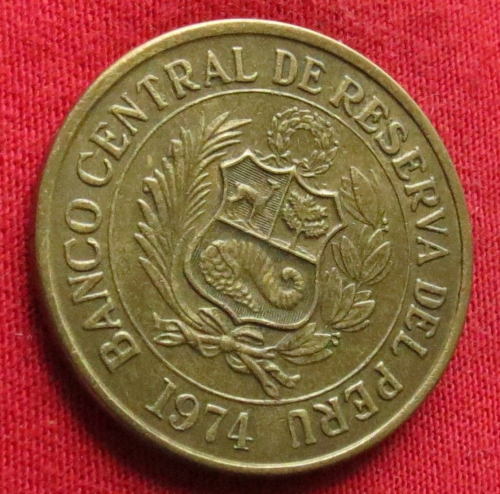 BANCO CENTRAL DE RESERVA DEL PERU
1974